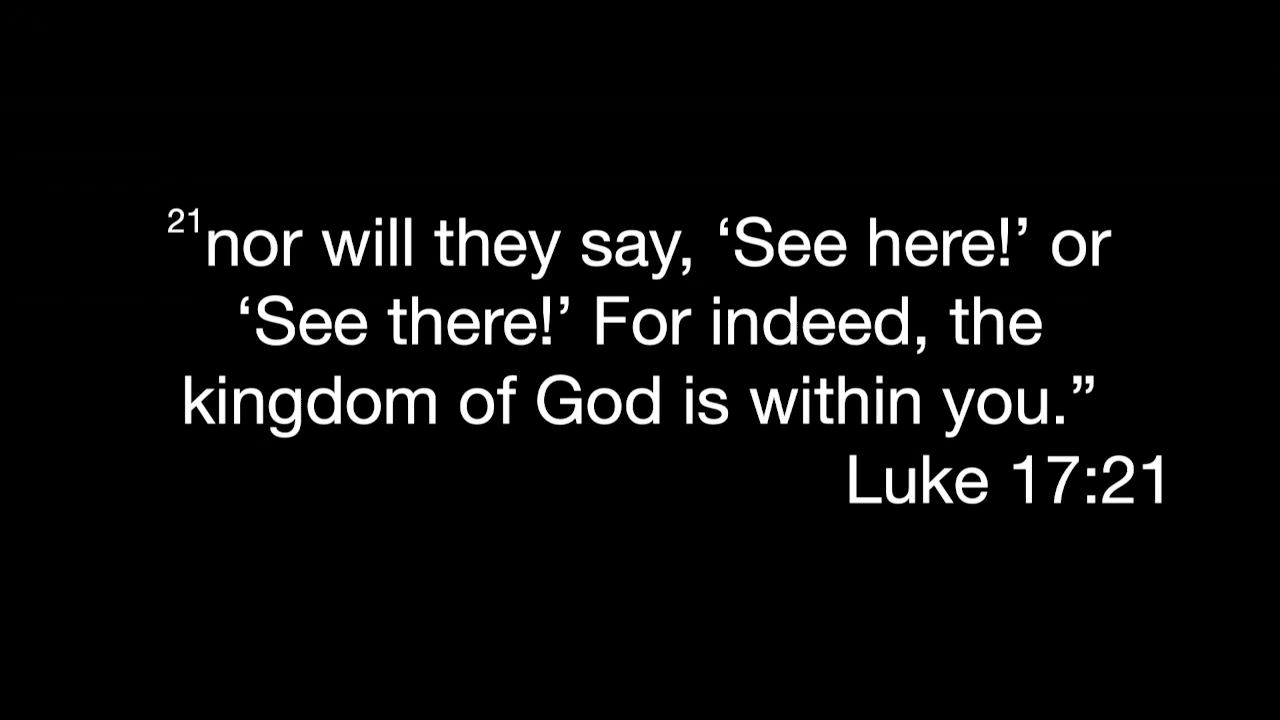 21nor will they say, ‘See here!’ or
‘See there!’ For indeed, the
kingdom of God is within you.”
Luke 17:21